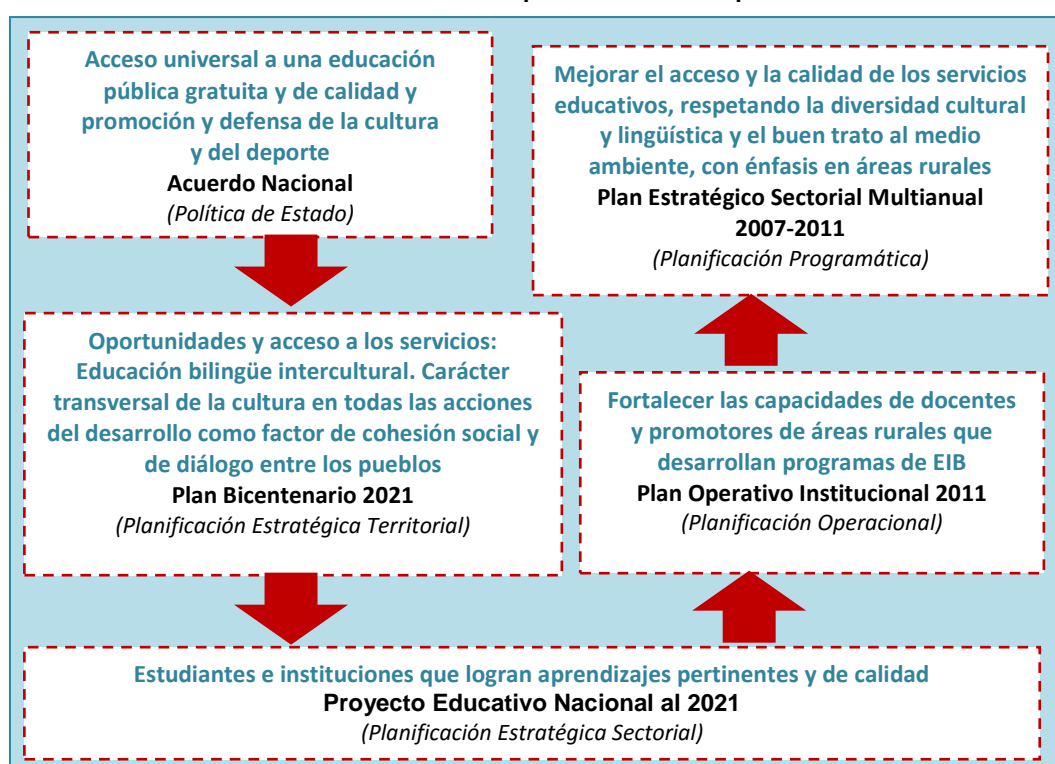 Acceso universal a una educación
pública gratuita y de calidad y
promoción y defensa de la cultura
y del deporte
Acuerdo Nacional
(Política de Estado)
Oportunidades y acceso a los servicios:
Educación bilingüe intercultural. Carácter
transversal de la cultura en todas las acciones
del desarrollo como factor de cohesión social y
de diálogo entre los pueblos
Plan Bicentenario 2021
(Planificación Estratégica Territorial)
Estudiantes e instituciones que logran aprendizajes pertinentes y de calidad
Proyecto Educativo Nacional al 2021
(Planificación Estratégica Sectorial)
Fortalecer las capacidades de docentes
y promotores de áreas rurales que
desarrollan programas de EIB
Plan Operativo Institucional 2011
(Planificación Operacional)
Mejorar el acceso y la calidad de los servicios
educativos, respetando la diversidad cultural
y lingüística y el buen trato al medio
ambiente, con énfasis en áreas rurales
Plan Estratégico Sectorial Multianual
2007-2011
(Planificación Programática)